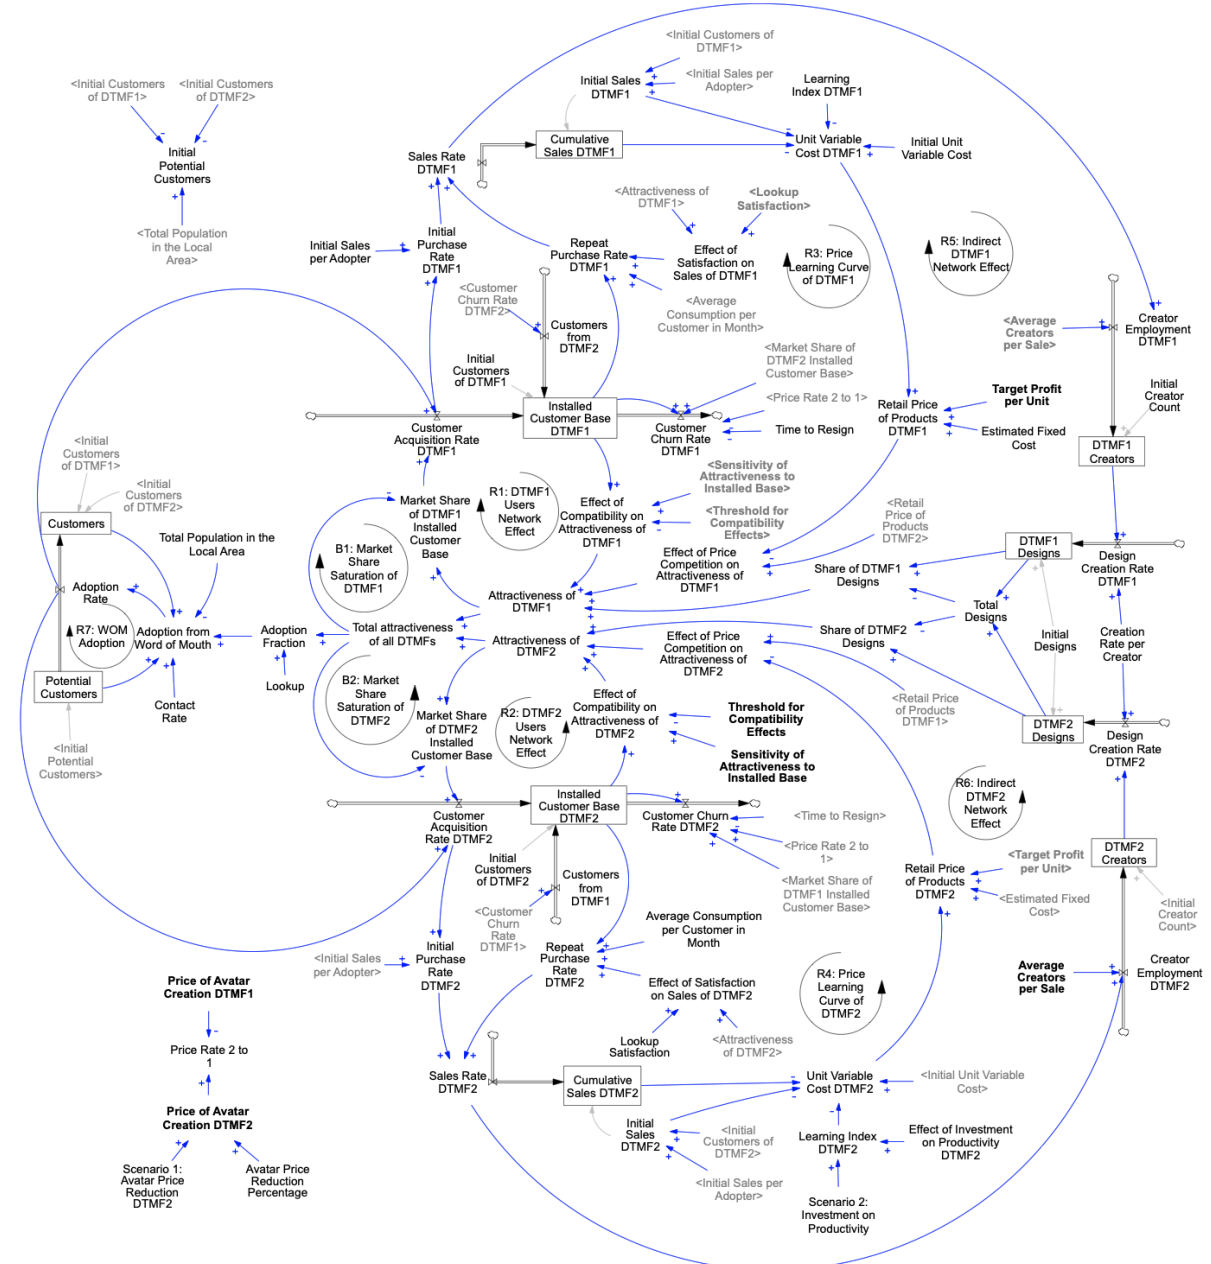 <Initial Customers of
DTMF1>
Initial Sales
DTMF1
<Initial Sales per
Adopter>
Learning
Index DTMF1
<Initial Customers
of DTMF1>
<Initial Customers
of DTMF2>
Initial
Potential
Customers
<Total Population
in the Local
Area>
Cumulative
Sales DTMF1
Unit Variable
Cost DTMF1
Initial Unit
Variable Cost
Sales Rate
DTMF1
<Attractiveness of
DTMF1>
<Lookup
Satisfaction>
Initial Sales
per Adopter
Initial
Purchase
Rate
DTMF1
Repeat
Purchase Rate
DTMF1
Effect of
Satisfaction on
Sales of DTMF1
R3: Price
Learning Curve
of DTMF1
R5: Indirect
DTMF1
Network Effect
<Customer
Churn Rate
DTMF2>
Customers
from
DTMF2
<Average
Consumption per
Customer in Month>
<Average
Creators
per Sale>
Creator
Employment
DTMF1
Initial
Customers
of DTMF1
<Market Share of
DTMF2 Installed
Customer Base>
<Price Rate 2 to 1>
Time to Resign
Installed
Customer Base
DTMF1
Customer
Acquisition Rate
DTMF1
Customer
Churn Rate
DTMF1
Retail Price
of Products
DTMF1
Target Profit
per Unit
Estimated Fixed
Cost
Initial
Creator
Count
DTMF1
Creators
<Initial
Customers
of DTMF1>
<Initial
Customers
of DTMF2>
Customers
Total Population in the
Local Area
Market Share
of DTMF1
Installed
Customer
Base
R1: DTMF1
Users
Network
Effect
Effect of
Compatibility on
Attractiveness of
DTMF1
<Sensitivity of
Attractiveness to
Installed Base>
<Threshold for
Compatibility
Effects>
<Retail
Price of
Products
DTMF2>
B1: Market
Share
Saturation of
DTMF1
Effect of Price
Competition on
Attractiveness of
DTMF1
Share of DTMF1
Designs
DTMF1
Designs
Design
Creation Rate
DTMF1
Adoption
Rate
R7: WOM
Adoption
Adoption from
Word of Mouth
Adoption
Fraction
Lookup
Total attractiveness
of all DTMFs
Attractiveness of
DTMF1
Attractiveness of
DTMF2
Effect of Price
Competition on
Attractiveness of
DTMF2
Share of DTMF2
Designs
Total
Designs
Initial
Designs
Creation
Rate per
Creator
Potential
Customers
Contact
Rate
<Initial
Potential
Customers>
B2: Market
Share
Saturation of
DTMF2
Market Share
of DTMF2
Installed
Customer Base
R2: DTMF2
Users
Network
Effect
Effect of
Compatibility on
Attractiveness of
DTMF2
Threshold for
Compatibility
Effects
Sensitivity of
Attractiveness to
Installed Base
<Retail Price
of Products
DTMF1>
DTMF2
Designs
Design
Creation Rate
DTMF2
R6: Indirect
DTMF2
Network
Effect
Installed
Customer Base
DTMF2
Customer
Acquisition
Rate DTMF2
Customer Churn
Rate DTMF2
<Time to Resign>
<Price Rate 2 to
1>
<Market Share of
DTMF1 Installed
Customer Base>
Initial
Customers
of DTMF2
Customers
from
DTMF1
<Customer
Churn
Rate
DTMF1>
Retail Price
of Products
DTMF2
<Target Profit
per Unit>
<Estimated Fixed
Cost>
DTMF2
Creators
<Initial
Creator
Count>
<Initial Sales
per Adopter>
Initial
Purchase
Rate
DTMF2
Repeat
Purchase
Rate
DTMF2
Average Consumption
per Customer in
Month
Effect of Satisfaction
on Sales of DTMF2
Lookup
Satisfaction
<Attractiveness
of DTMF2>
R4: Price
Learning
Curve of
DTMF2
Average
Creators
per Sale
Creator
Employment
DTMF2
Price of Avatar
Creation DTMF1
Price Rate 2 to
1
Price of Avatar
Creation DTMF2
Scenario 1:
Avatar Price
Reduction
DTMF2
Avatar Price
Reduction
Percentage
Sales Rate
DTMF2
Cumulative
Sales DTMF2
Unit Variable
Cost DTMF2
<Initial Unit Variable
Cost>
Initial
Sales
DTMF2
<Initial
Customers of
DTMF2>
<Initial Sales per
Adopter>
Learning Index
DTMF2
Effect of Investment
on Productivity
DTMF2
Scenario 2:
Investment on
Productivity